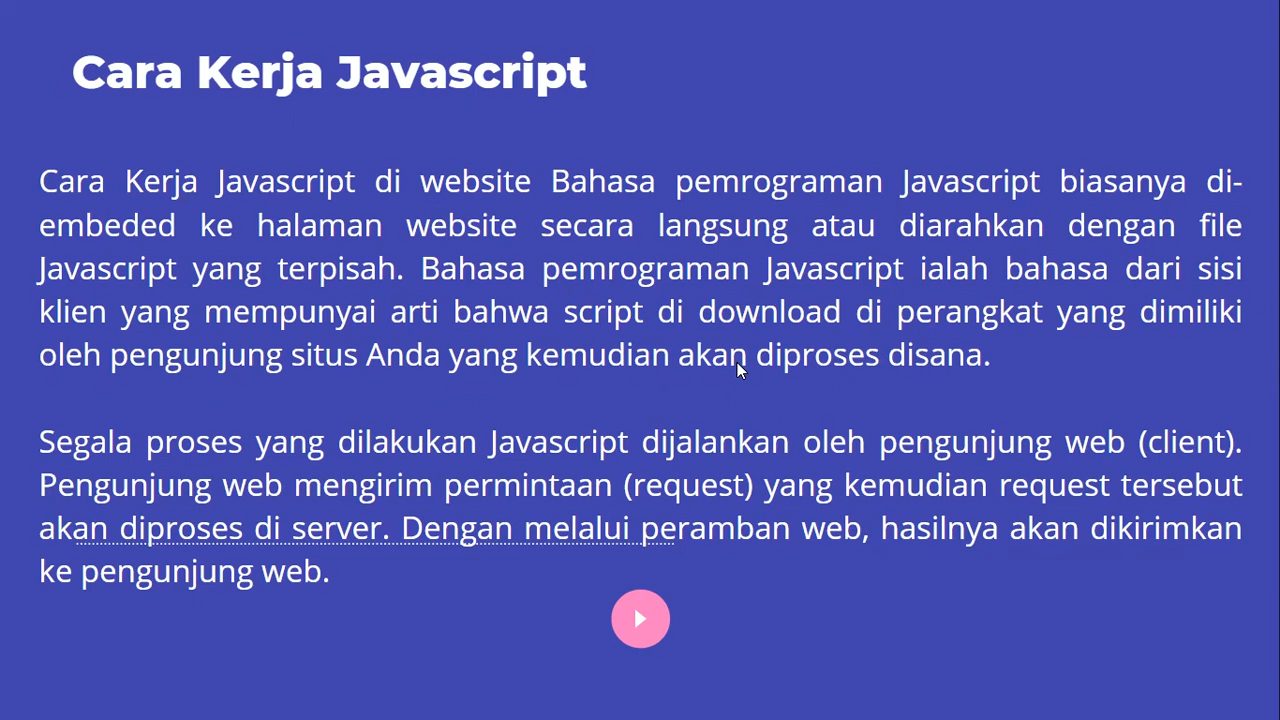 Cara Kerja Javascript
Cara Kerja Javascript di website Bahasa pemrograman Javascript biasanya di-
embeded ke halaman website secara langsung atau diarahkan dengan file
Javascript yang terpisah. Bahasa pemrograman Javascript ialah bahasa dari sisi
klien yang mempunyai arti bahwa script di download di perangkat yang dimiliki
oleh pengunjung situs Anda yang kemudian akan diproses disana.
Segala proses yang dilakukan Javascript dijalankan oleh pengunjung web (client).
Pengunjung web mengirim permintaan (request) yang kemudian request tersebut
akan diproses di server. Dengan melalui peramban web, hasilnya akan dikirimkan
ke pengunjung web.